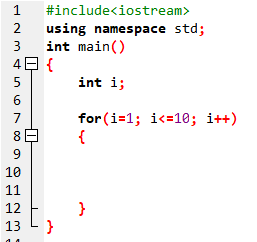 1 #include<iostream>
2 using namespace std;
3 int main()
4 {
5 int i;
6
7 for(i=1; i<=10; i++)
8 {
9
10
11
12 }
13 }